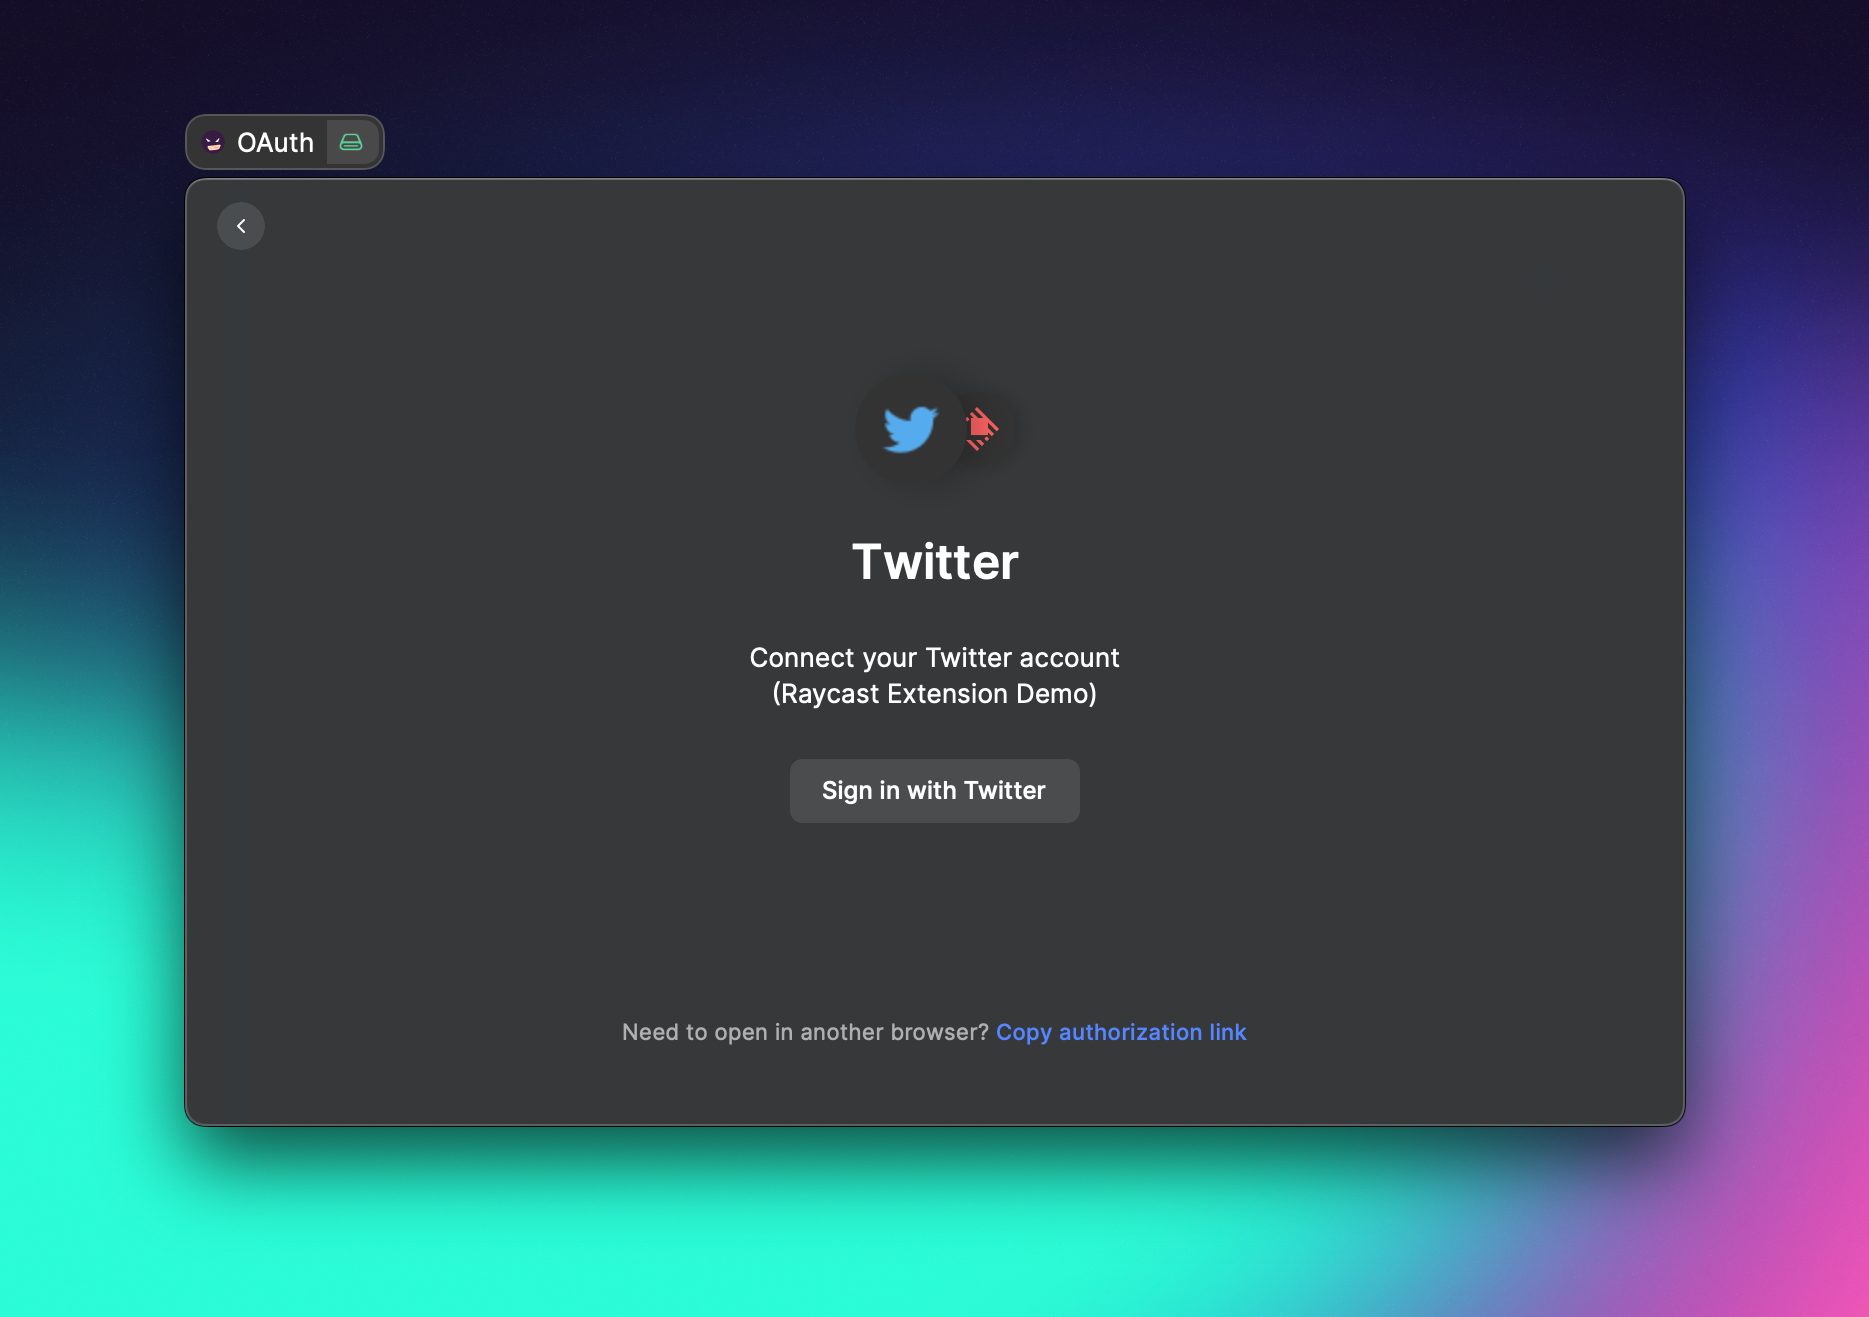 OAuth
Twitter
Connect your Twitter account
(Raycast Extension Demo)
Sign in with Twitter
Need to open in another browser? Copy authorization link